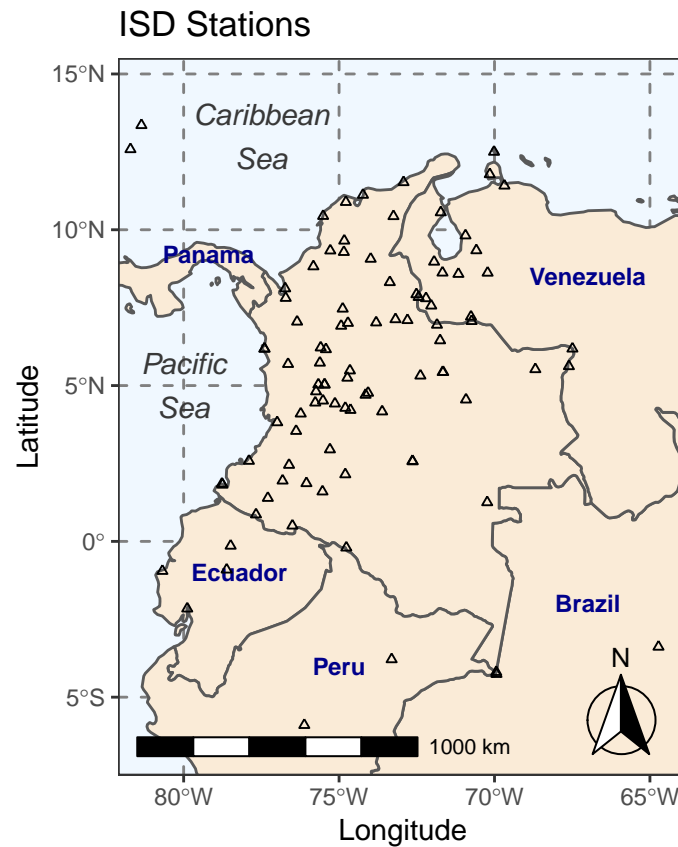 ISD Stations
15°N
10°N
5°N
0°
5°S
Latitude
Caribbean
Sea
Panama
Venezuela
Pacific
Sea
Ecuador
Brazil
Peru
N
1000 km
80°W
75°W
70°W
65°W
Longitude